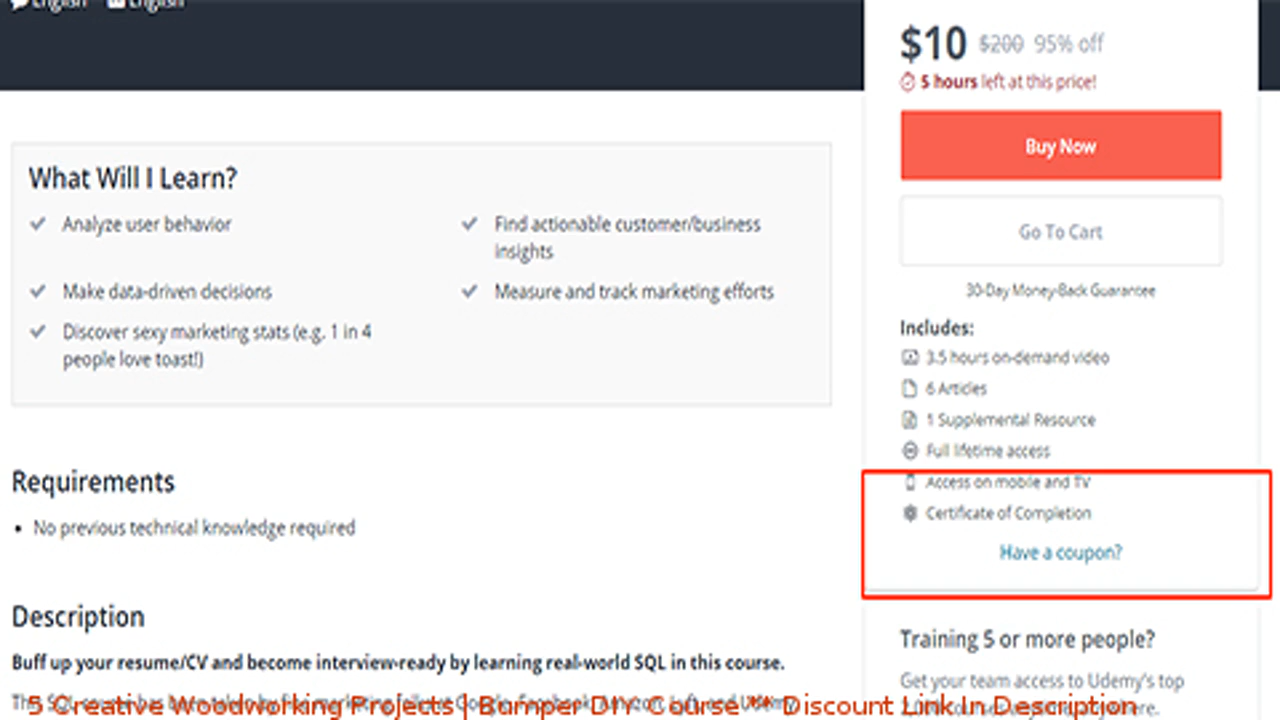 English English
What Will I Learn?
Analyze user behavior
Find actionable customer/business
insights
Make data-driven decisions
Measure and track marketing efforts
Discover sexy marketing stats (e.g. 1 in 4
people love toast!)
Requirements
• No previous technical knowledge required
Description
Buff up your resume/CV and become interview-ready by learning real-world SQL in this course.
$10 $200 95% off
5 hours left at this price!
Buy Now
Go To Cart
30-Day Money-Back Guarantee
Includes:
3.5 hours on-demand video
6 Articles
1 Supplemental Resource
Full lifetime access
Access on mobile and TV
Certificate of Completion
Have a coupon?
Training 5 or more people?
Get your team access to Udemy's top
5 Creative Woodworking Projects | Bumper DIY Course ** Discount Link In Description